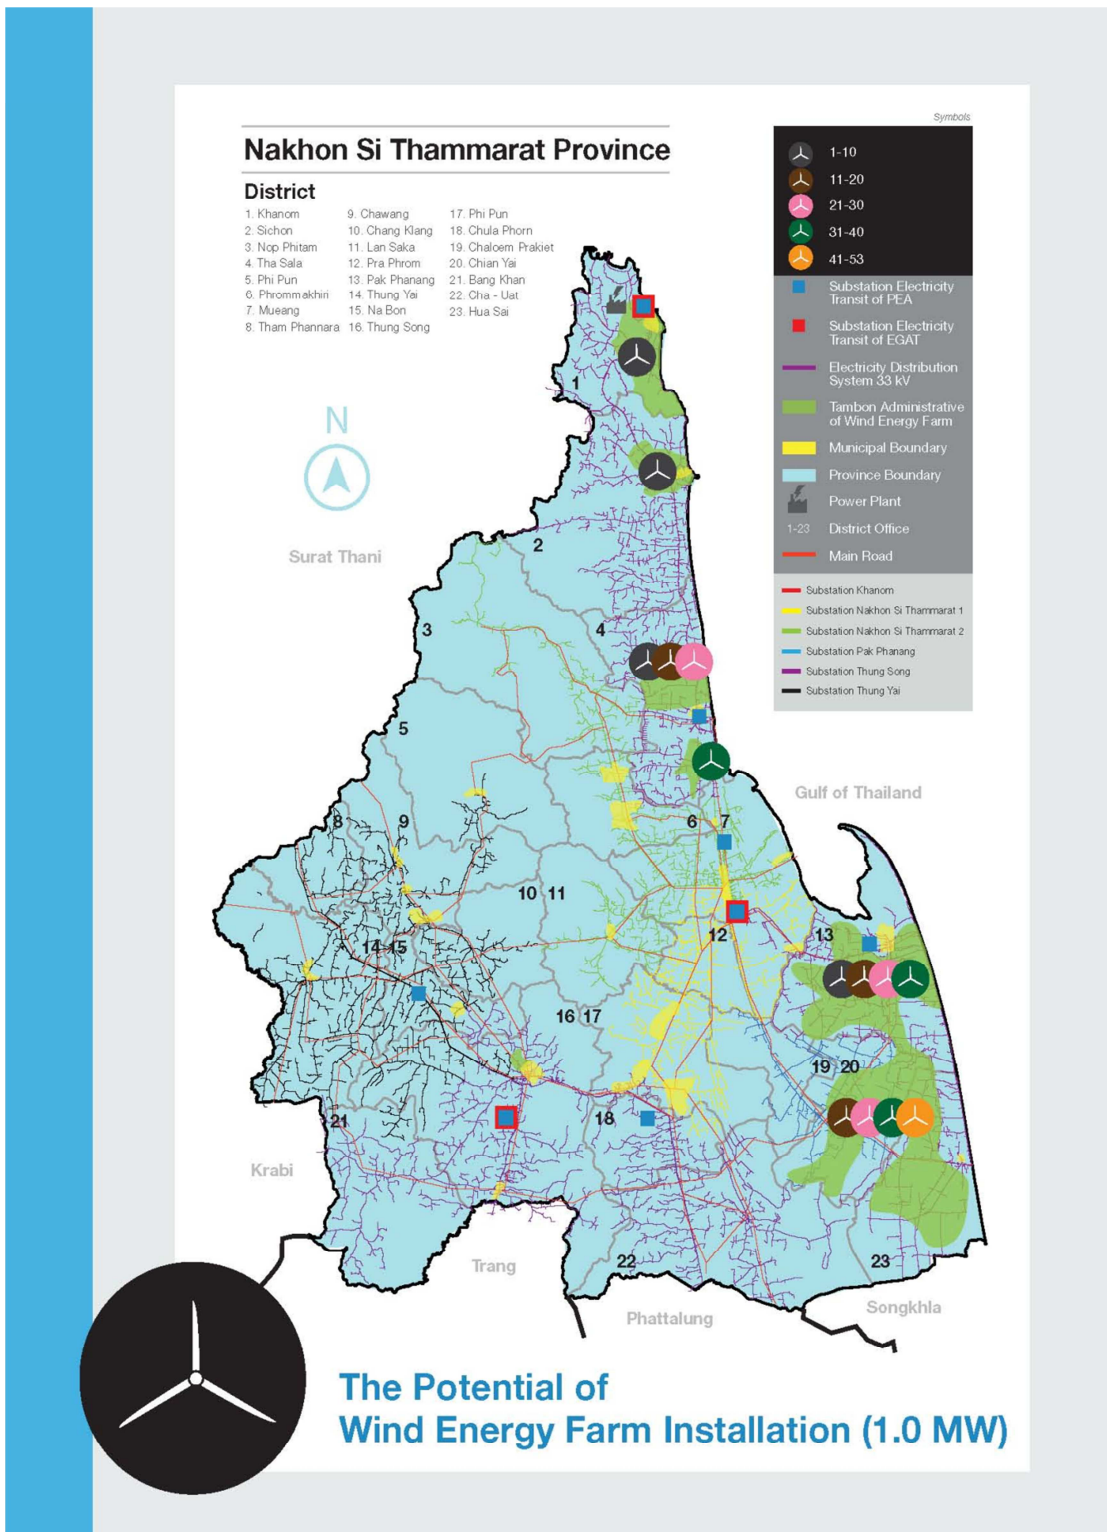 Symbols
Nakhon Si Thammarat Province
District
1. Khanom
2. Sichon
3. Nop Phitam
4. Tha Sala
5. Phi Pun
6. Phrommakhiri
7. Mueang
8. Tham Phannara
9. Chawang
10. Chang Klang
11. Lan Saka
12. Pra Phrom
13. Pak Phanang
14. Thung Yai
15. Na Bon
16. Thung Song
17. Phi Pun
18. Chula Phorn
19. Chaloem Prakiet
20. Chian Yai
21. Bang Khan
22. Cha - Uat
23. Hua Sai
1-10
11-20
21-30
31-40
41-53
Substation Electricity
Transit of PEA
Substation Electricity
Transit of EGAT
Electricity Distribution
System 33 kV
Tambon Administrative
of Wind Energy Farm
Municipal Boundary
Province Boundary
Power Plant
1-23 District Office
Main Road
Substation Khanom
Substation Nakhon Si Thammarat 1
Substation Nakhon Si Thammarat 2
Substation Pak Phanang
Substation Thung Song
Substation Thung Yai
N
1
Surat Thani
2
3
4
5
Gulf of Thailand
8
9
6
7
10
11
12
13
14
15
16
17
19
20
18
21
Krabi
Trang
22
23
Phattalung
Songkhla
The Potential of
Wind Energy Farm Installation (1.0 MW)